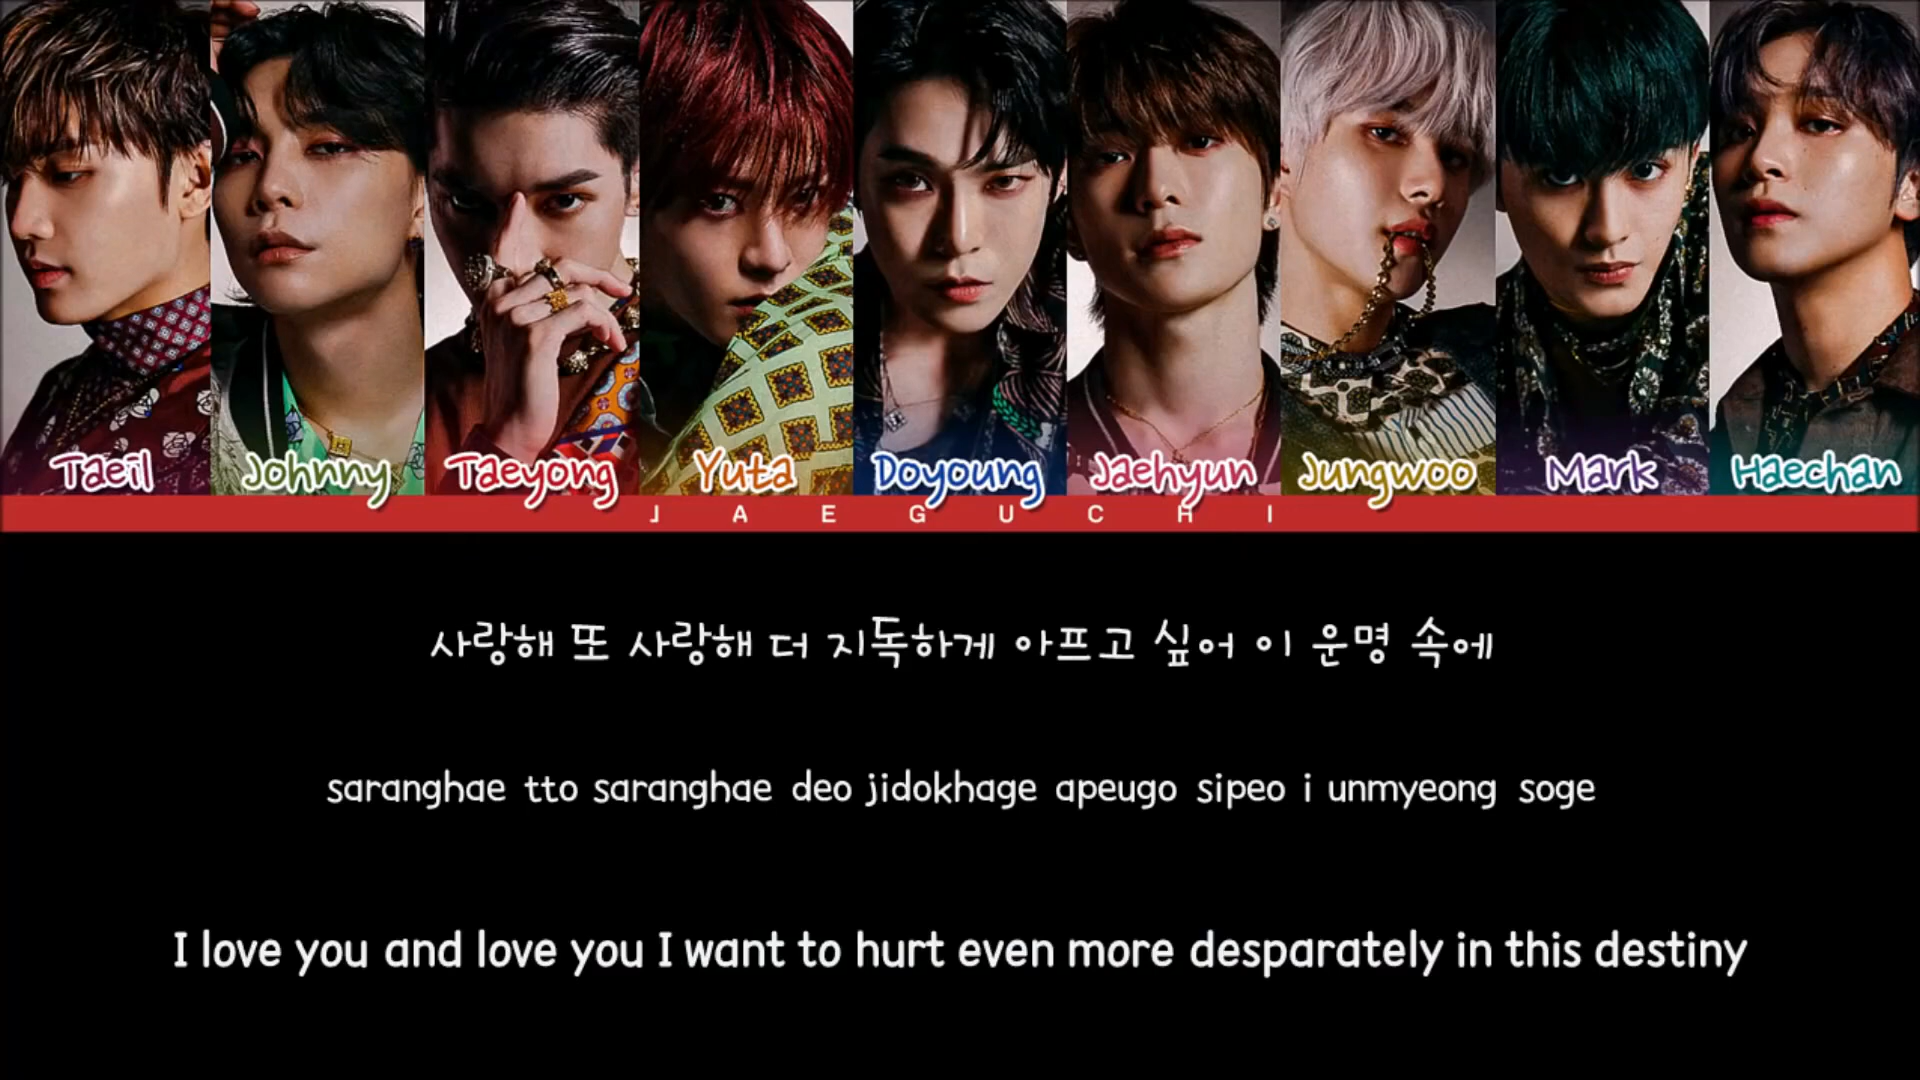 Taeil Johnny Taeyong Yuta Doyoung Jaehyun Jungwoo Mark Haechan
JAEGUCHI
사랑해 또 사랑해 더 지독하게 아프고 싶어 이 운명 속에
saranghae tto saranghae deo jidokhage apeugo sipeo i unmyeong soge
I love you and love you I want to hurt even more desparately in this destiny